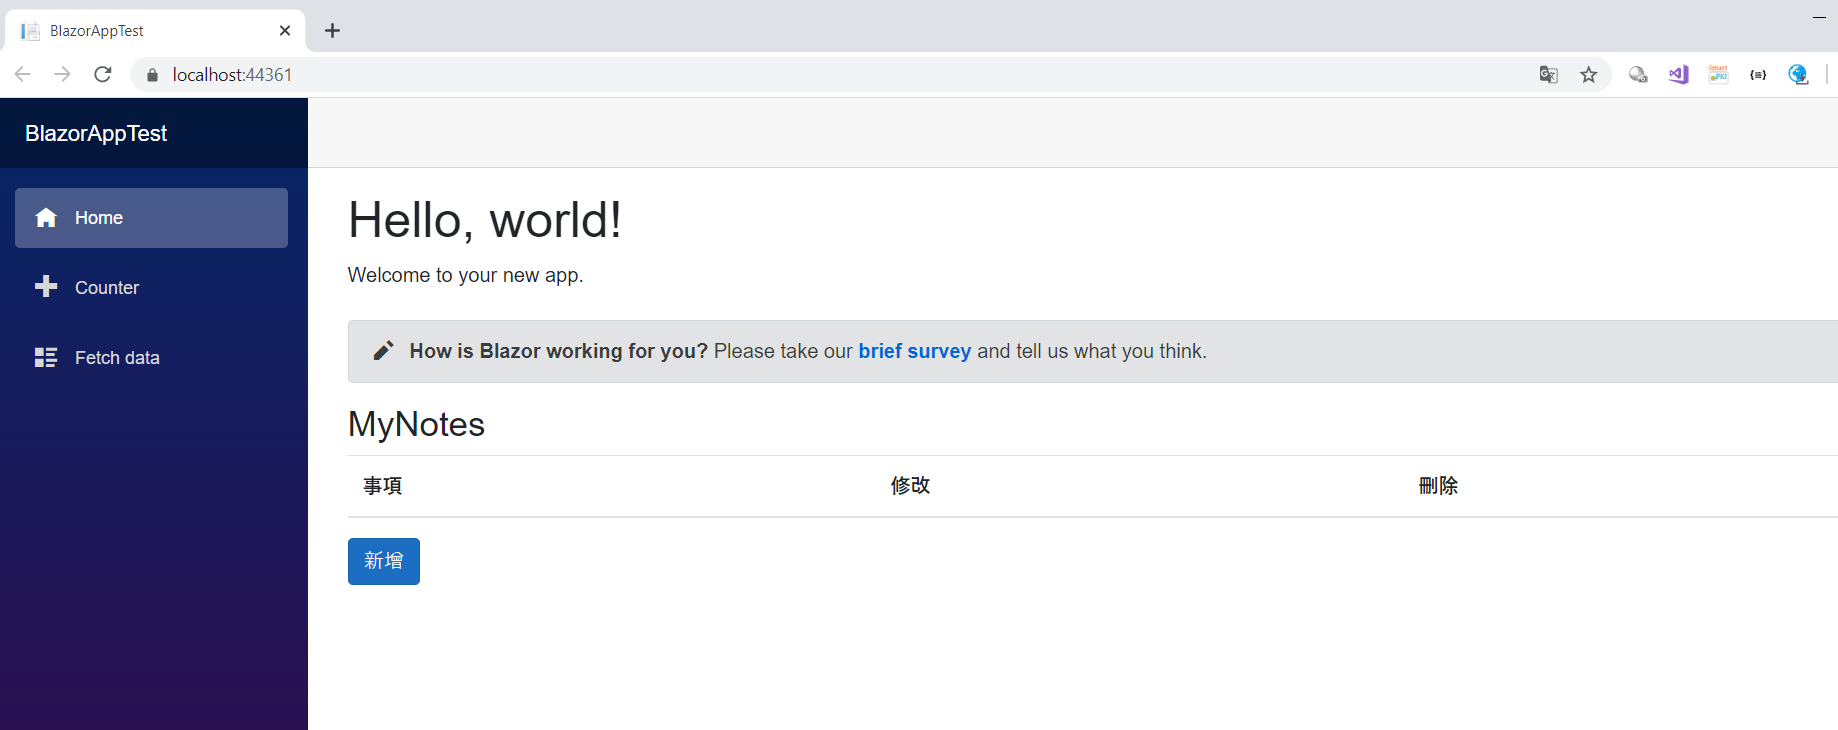 BlazorAppTest
localhost:44361
Smart
PKI
BlazorAppTest
Home
Counter
Fetch data
Hello, world!
Welcome to your new app.
How is Blazor working for you? Please take our brief survey and tell us what you think.
MyNotes
事項 修改 刪除
新增